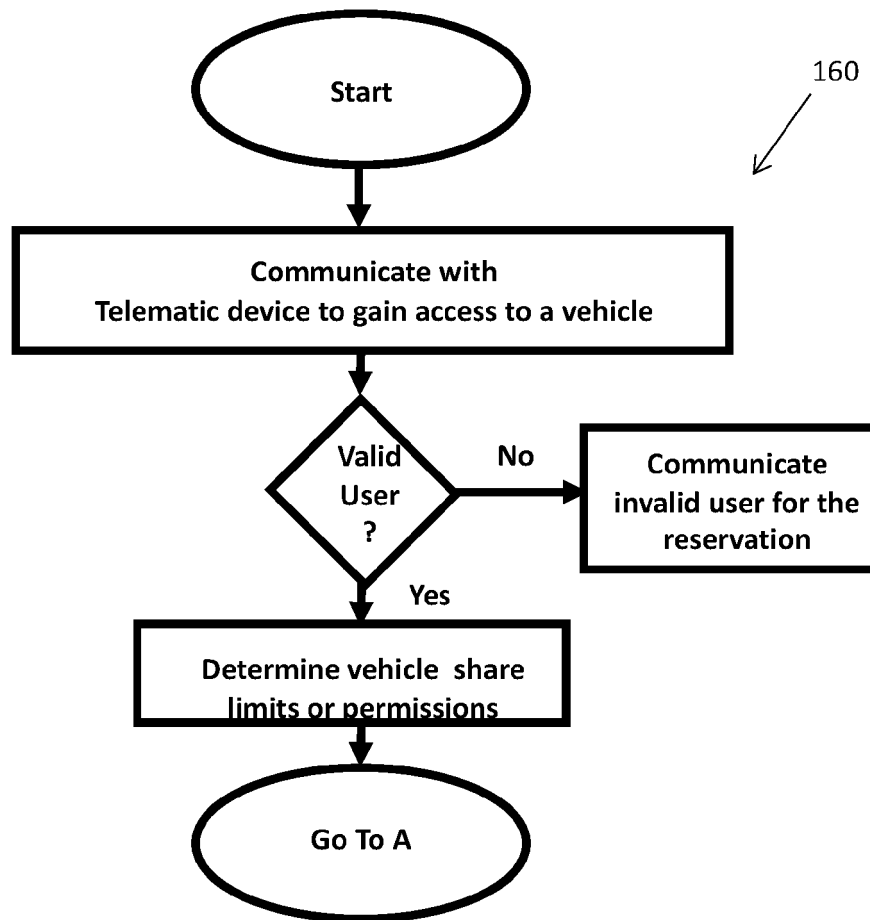 Start
160
Communicate with
Telematic device to gain access to a vehicle
Valid
User
?
No
Communicate
invalid user for the
reservation
Yes
Determine vehicle share
limits or permissions
Go To A